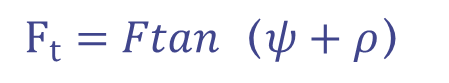 Fₜ = Ftan (ψ + ρ)